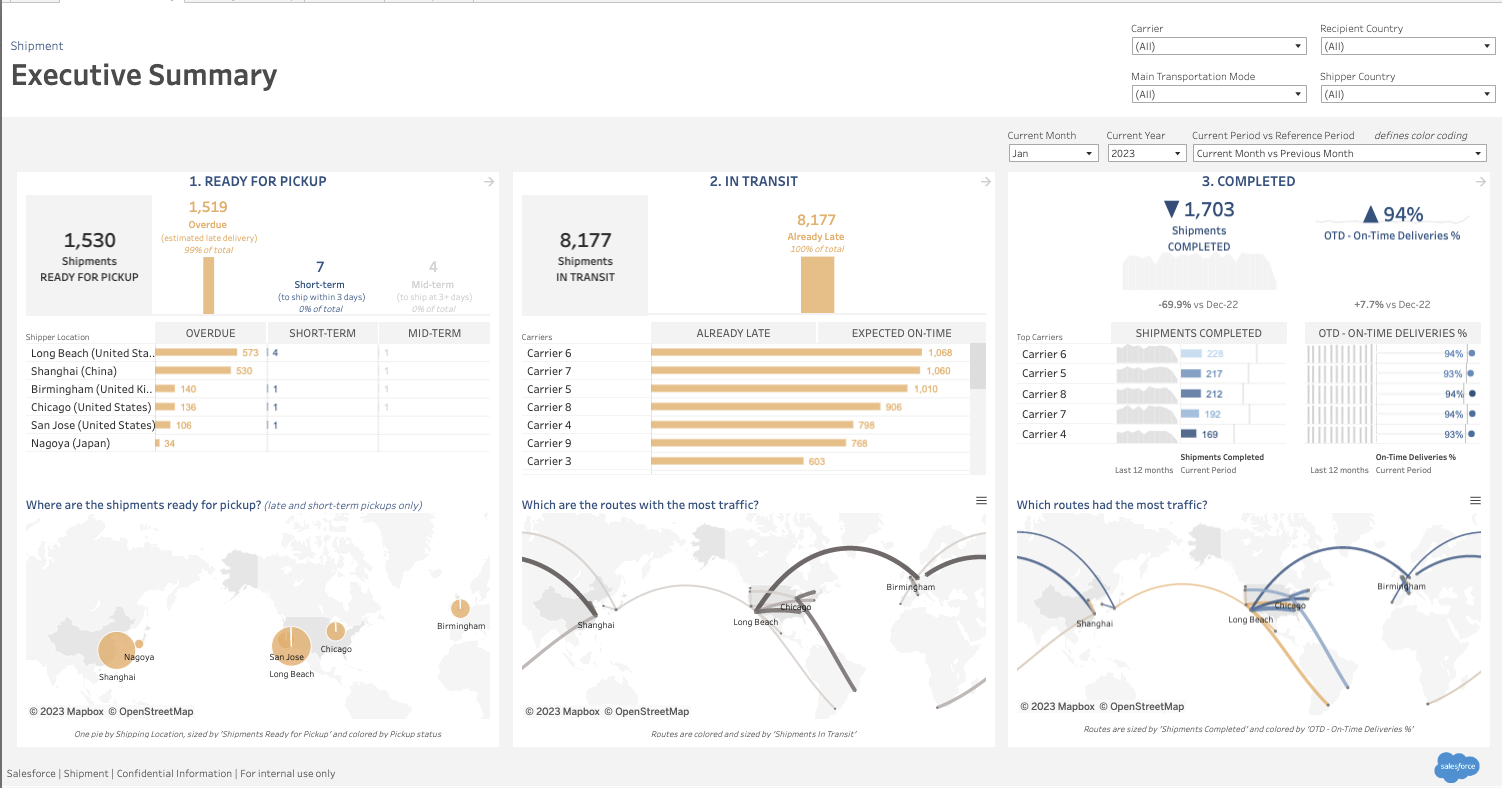 Shipment
Executive Summary
Carrier
(All)
Recipient Country
(All)
Main Transportation Mode
(All)
Shipper Country
(All)
Current Month
Jan
Current Year
2023
Current Period vs Reference Period
defines color coding
Current Month vs Previous Month
1. READY FOR PICKUP
1,530
Shipments
READY FOR PICKUP
1,519
Overdue
(estimated late delivery)
99% of total
7
Short-term
(to ship within 3 days)
0% of total
4
Mid-term
(to ship at 3+ days)
0% of total
Shipper Location
OVERDUE
SHORT-TERM
MID-TERM
Long Beach (United Sta.. 573 4 1
Shanghai (China) 530 1
Birmingham (United Ki.. 140 1 1
Chicago (United States) 136 1 1
San Jose (United States) 106 1
Nagoya (Japan) 34
Where are the shipments ready for pickup? (late and short-term pickups only)
Birmingham
Chicago
San Jose
Nagoya
Long Beach
Shanghai
© 2023 Mapbox © OpenStreetMap
One pie by Shipping Location, sized by 'Shipments Ready for Pickup' and colored by Pickup status
2. IN TRANSIT
8,177
Shipments
IN TRANSIT
8,177
Already Late
100% of total
Carriers
ALREADY LATE
EXPECTED ON-TIME
Carrier 6 1,068
Carrier 7 1,060
Carrier 5 1,010
Carrier 8 906
Carrier 4 798
Carrier 9 768
Carrier 3 603
Which are the routes with the most traffic?
Birmingham
Chicago
Long Beach
Shanghai
© 2023 Mapbox © OpenStreetMap
Routes are colored and sized by 'Shipments In Transit'
3. COMPLETED
▼ 1,703
Shipments
COMPLETED
-69.9% vs Dec-22
▲ 94%
OTD - On-Time Deliveries %
+7.7% vs Dec-22
Top Carriers
SHIPMENTS COMPLETED
OTD - ON-TIME DELIVERIES %
Carrier 6 228 94%
Carrier 5 217 93%
Carrier 8 212 94%
Carrier 7 192 94%
Carrier 4 169 93%
Shipments Completed
Last 12 months Current Period
On-Time Deliveries %
Last 12 months Current Period
Which routes had the most traffic?
Birmingham
Chicago
Long Beach
Shanghai
© 2023 Mapbox © OpenStreetMap
Routes are sized by 'Shipments Completed' and colored by 'OTD - On-Time Deliveries %'
Salesforce | Shipment | Confidential Information | For internal use only
salesforce